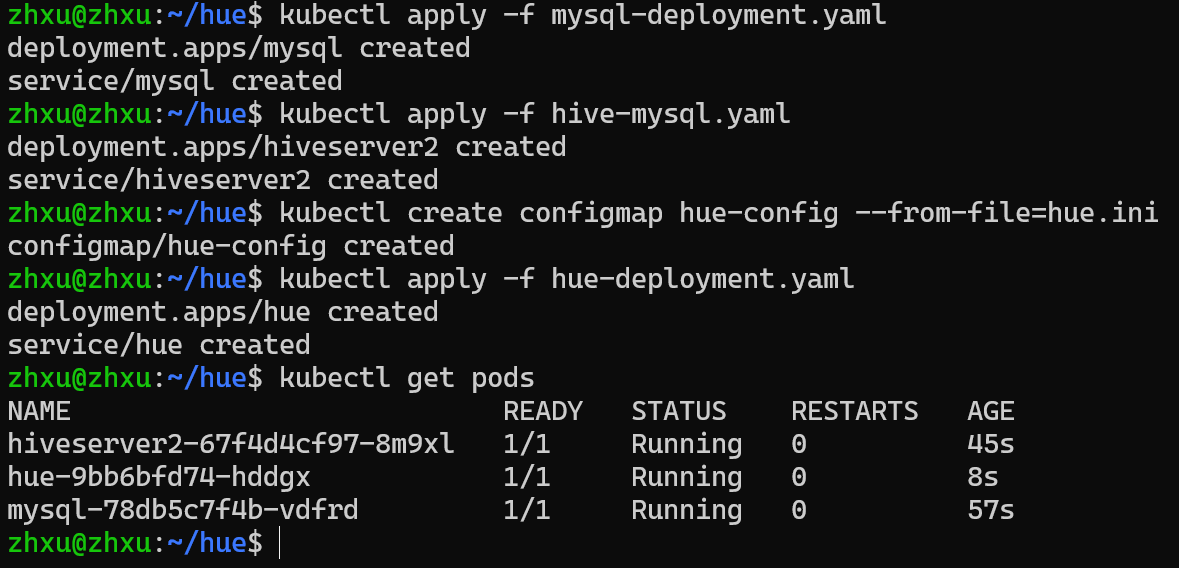 zhxu@zhxu:~/hue$ kubectl apply -f mysql-deployment.yaml
deployment.apps/mysql created
service/mysql created
zhxu@zhxu:~/hue$ kubectl apply -f hive-mysql.yaml
deployment.apps/hiveserver2 created
service/hiveserver2 created
zhxu@zhxu:~/hue$ kubectl create configmap hue-config --from-file=hue.ini
configmap/hue-config created
zhxu@zhxu:~/hue$ kubectl apply -f hue-deployment.yaml
deployment.apps/hue created
service/hue created
zhxu@zhxu:~/hue$ kubectl get pods
NAME                           READY   STATUS    RESTARTS   AGE
hiveserver2-67f4d4cf97-8m9xl   1/1     Running   0          45s
hue-9bb6bfd74-hddgx            1/1     Running   0          8s
mysql-78db5c7f4b-vdfrd         1/1     Running   0          57s
zhxu@zhxu:~/hue$